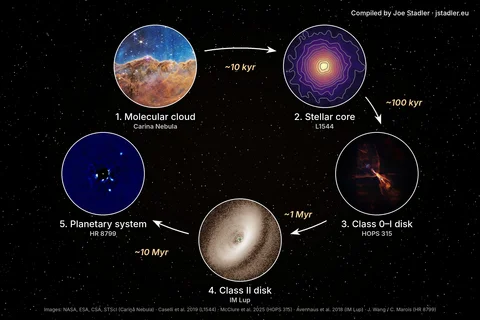 Compiled by Joe Stadler · jstadler.eu
~10 kyr
1. Molecular cloud
Carina Nebula
2. Stellar core
L1544
~100 kyr
5. Planetary system
HR 8799
3. Class 0–I disk
HOPS 315
~1 Myr
~10 Myr
4. Class II disk
IM Lup
Images: NASA, ESA, CSA, STScI (Carina Nebula) · Caselli et al. 2019 (L1544) · McClure et al. 2025 (HOPS 315) · Avenhaus et al. 2018 (IM Lup) · J. Wang / C. Marois (HR 8799)